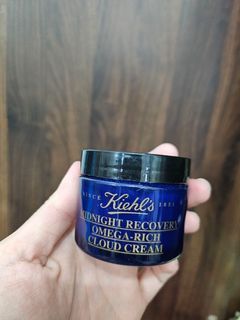 SINCE Kiehl's 1851
MIDNIGHT RECOVERY
OMEGA-RICH
CLOUD CREAM